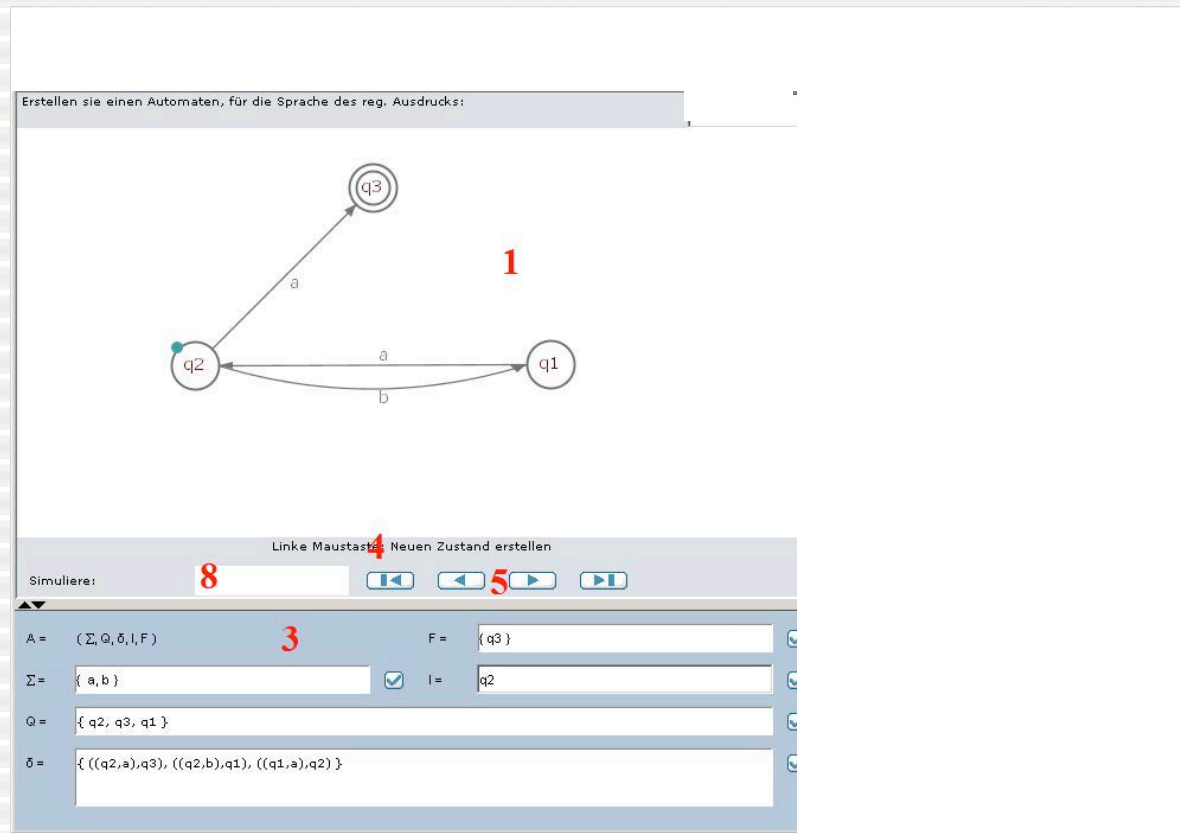 Erstellen sie einen Automaten, für die Sprache des reg. Ausdrucks:
q3
1
a
q2
a
q1
b
Linke Maustaste: Neuen Zustand erstellen
4
Simuliere:
8
5
A = ( Σ, Q, δ, I, F )
3
F = { q3 }
Σ = { a, b }
I = q2
Q = { q2, q3, q1 }
δ = { ((q2,a),q3), ((q2,b),q1), ((q1,a),q2) }